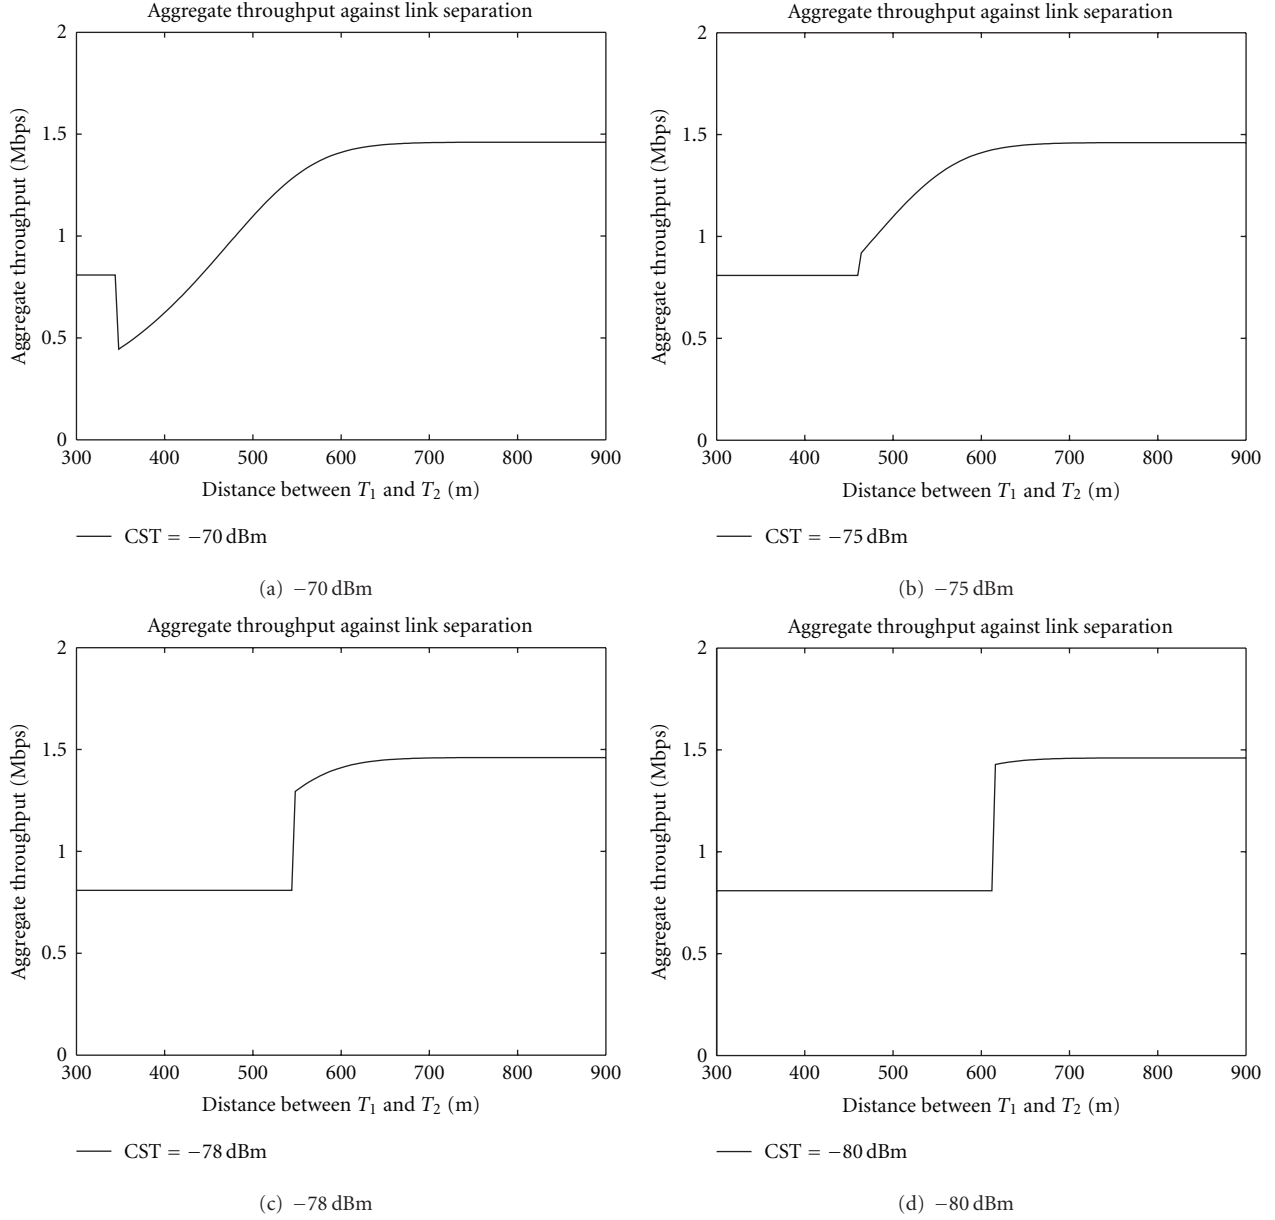 Aggregate throughput against link separation
2
1.5
1
0.5
0
Aggregate throughput (Mbps)
300 400 500 600 700 800 900
Distance between T₁ and T₂ (m)
CST = −70 dBm
(a) −70 dBm
Aggregate throughput against link separation
2
1.5
1
0.5
0
Aggregate throughput (Mbps)
300 400 500 600 700 800 900
Distance between T₁ and T₂ (m)
CST = −75 dBm
(b) −75 dBm
Aggregate throughput against link separation
2
1.5
1
0.5
0
Aggregate throughput (Mbps)
300 400 500 600 700 800 900
Distance between T₁ and T₂ (m)
CST = −78 dBm
(c) −78 dBm
Aggregate throughput against link separation
2
1.5
1
0.5
0
Aggregate throughput (Mbps)
300 400 500 600 700 800 900
Distance between T₁ and T₂ (m)
CST = −80 dBm
(d) −80 dBm